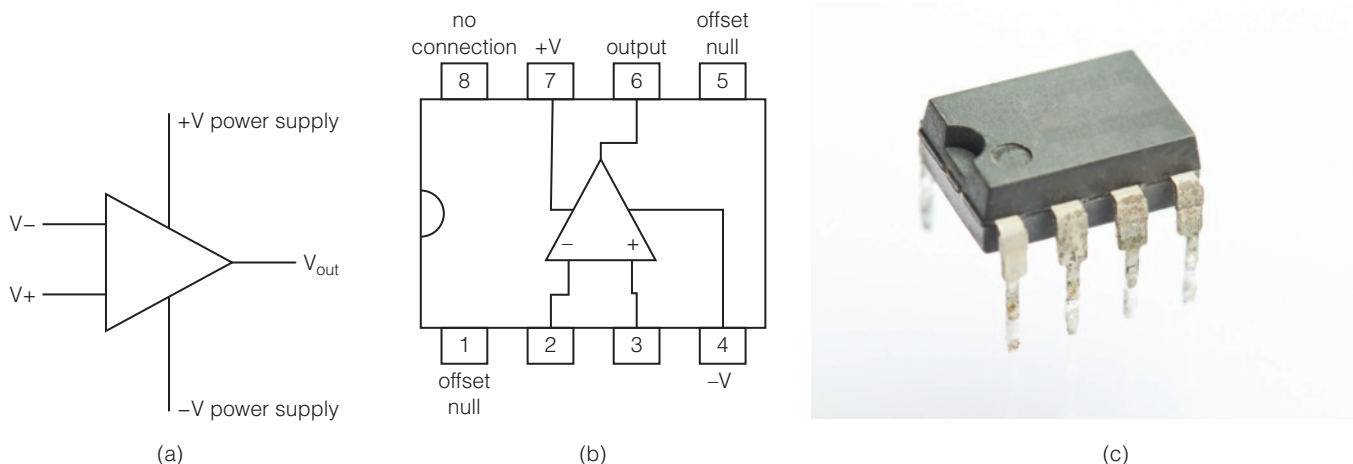 +V power supply
V−
V+
Vout
−V power supply
(a)
no
connection
+V
output
offset
null
8
7
6
5
−
+
1
2
3
4
offset
null
−V
(b)
(c)